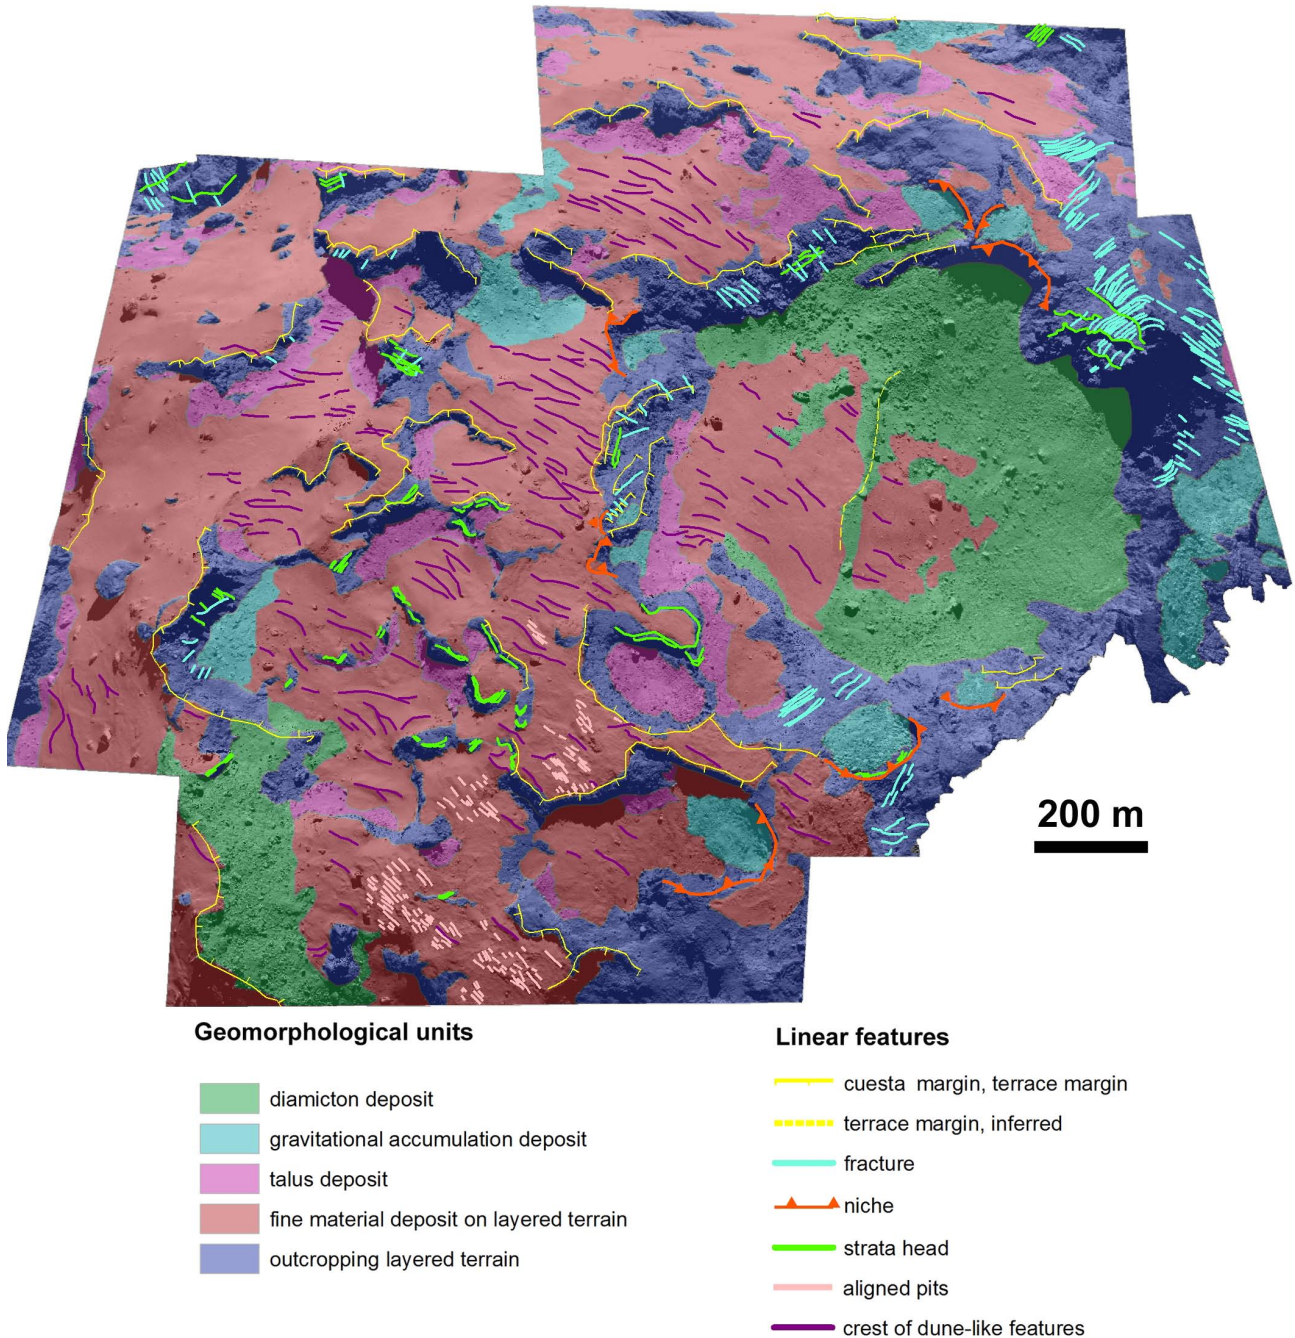 200 m
Geomorphological units
diamicton deposit
gravitational accumulation deposit
talus deposit
fine material deposit on layered terrain
outcropping layered terrain
Linear features
cuesta margin, terrace margin
terrace margin, inferred
fracture
niche
strata head
aligned pits
crest of dune-like features